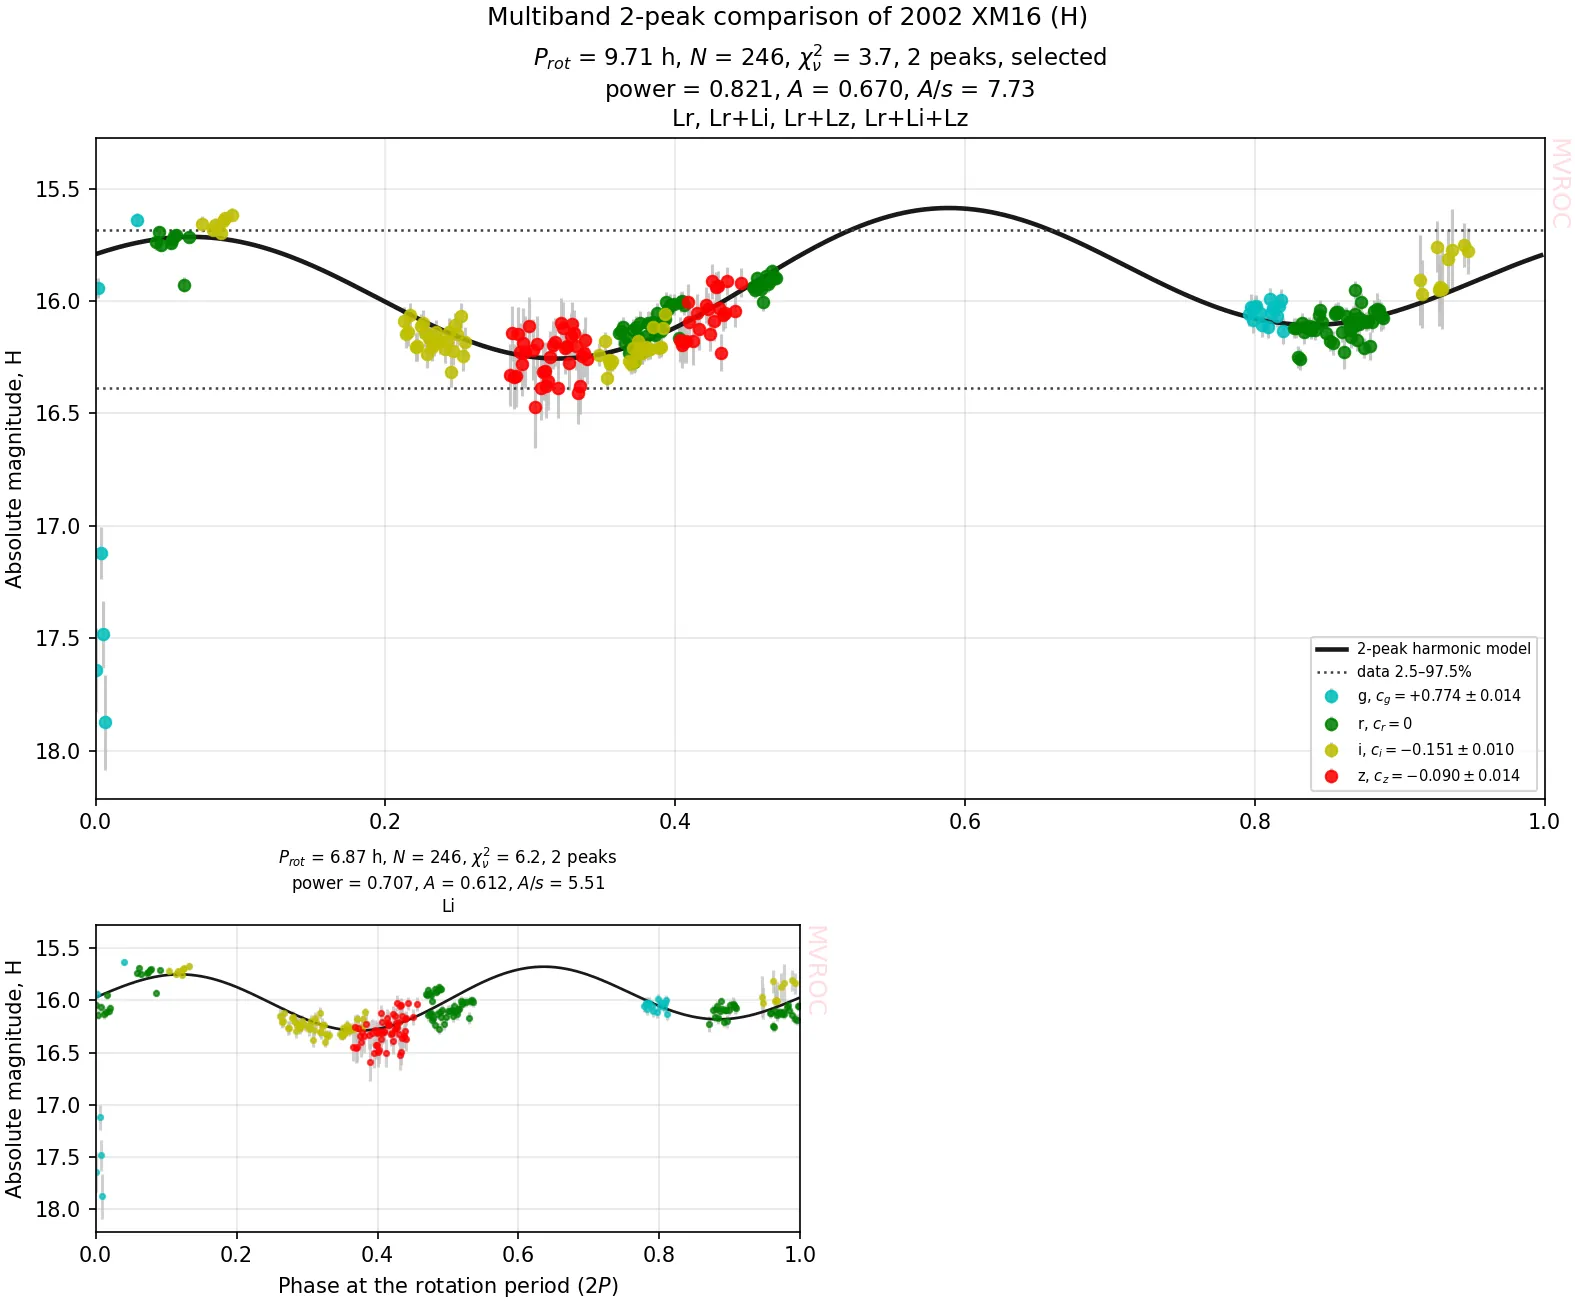 Multiband 2-peak comparison of 2002 XM16 (H)
P_rot = 9.71 h, N = 246, χ²_ν = 3.7, 2 peaks, selected
power = 0.821, A = 0.670, A/s = 7.73
Lr, Lr+Li, Lr+Lz, Lr+Li+Lz
MVROC
Absolute magnitude, H
15.5
16.0
16.5
17.0
17.5
18.0
2-peak harmonic model
data 2.5–97.5%
g, c_g = +0.774 ± 0.014
r, c_r = 0
i, c_i = −0.151 ± 0.010
z, c_z = −0.090 ± 0.014
0.0 0.2 0.4 0.6 0.8 1.0
P_rot = 6.87 h, N = 246, χ²_ν = 6.2, 2 peaks
power = 0.707, A = 0.612, A/s = 5.51
Li
MVROC
Absolute magnitude, H
15.5
16.0
16.5
17.0
17.5
18.0
0.0 0.2 0.4 0.6 0.8 1.0
Phase at the rotation period (2P)